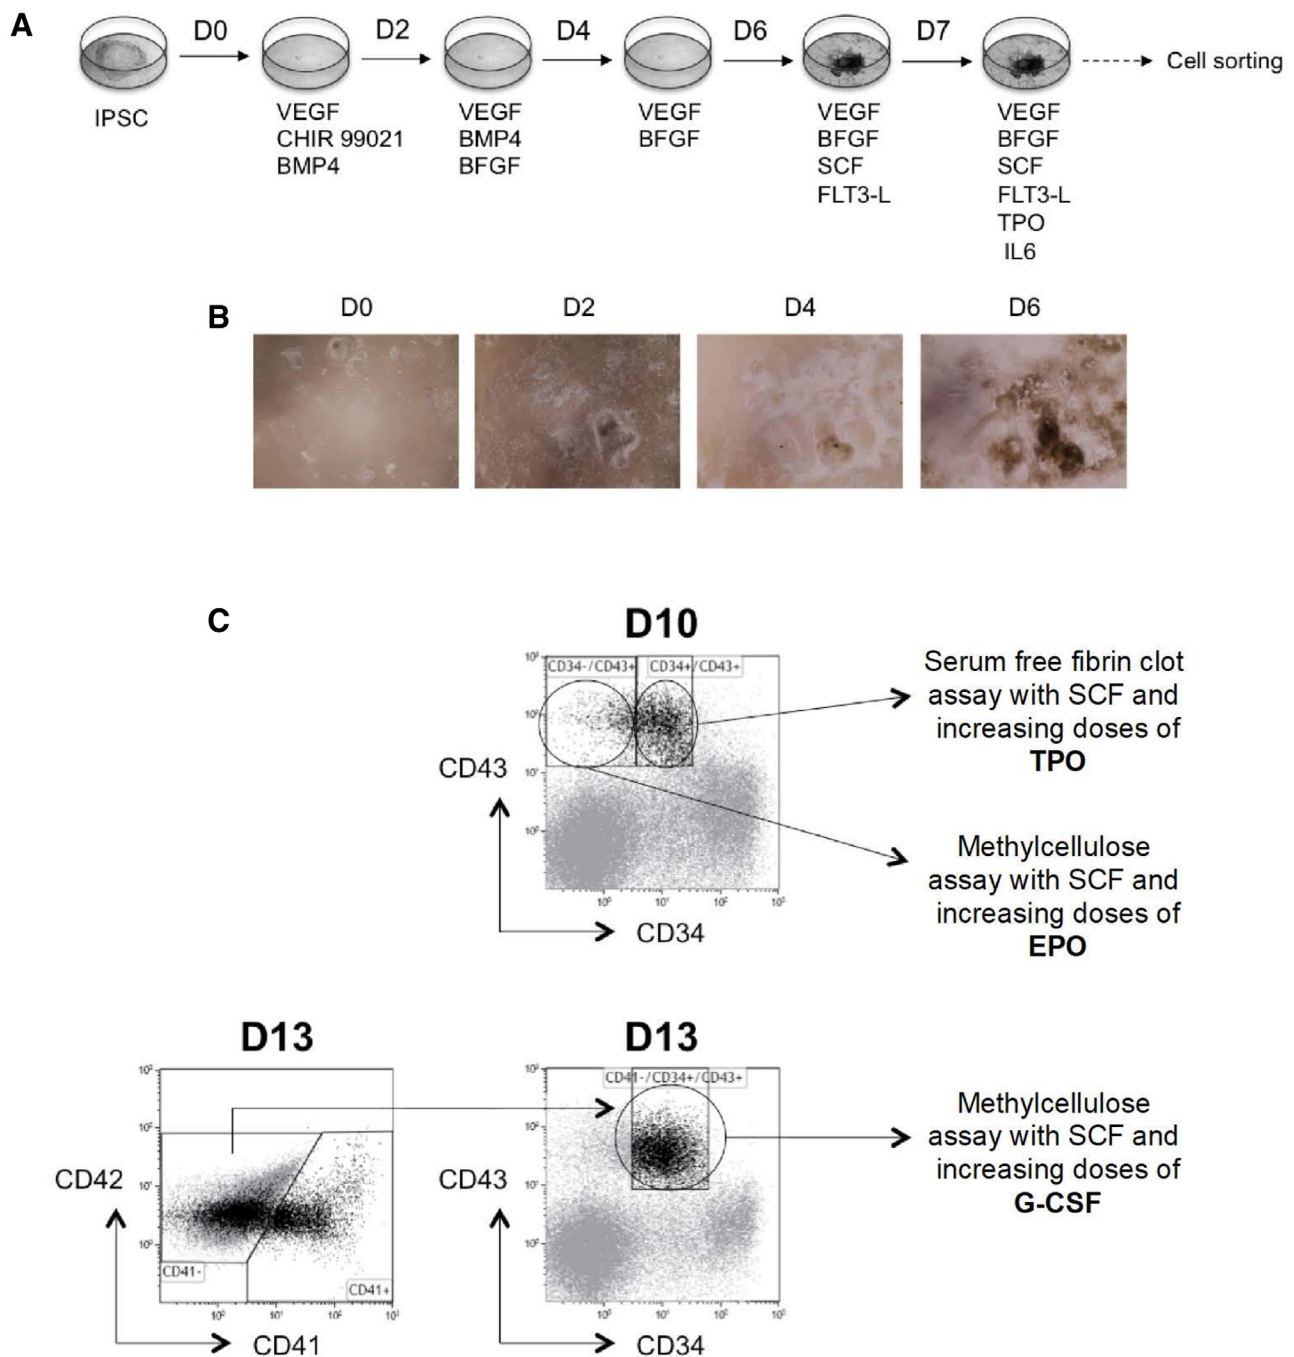 A
D0
D2
D4
D6
D7
Cell sorting
IPSC
VEGF
CHIR 99021
BMP4
VEGF
BMP4
BFGF
VEGF
BFGF
VEGF
BFGF
SCF
FLT3-L
VEGF
BFGF
SCF
FLT3-L
TPO
IL6
B
D0
D2
D4
D6
C
D10
CD34-/CD43+
CD34+/CD43+
CD43
CD34
Serum free fibrin clot
assay with SCF and
increasing doses of
TPO
Methylcellulose
assay with SCF and
increasing doses of
EPO
D13
CD42
CD41-
CD41+
CD41
D13
CD41-/CD34+/CD43+
CD43
CD34
Methylcellulose
assay with SCF and
increasing doses of
G-CSF